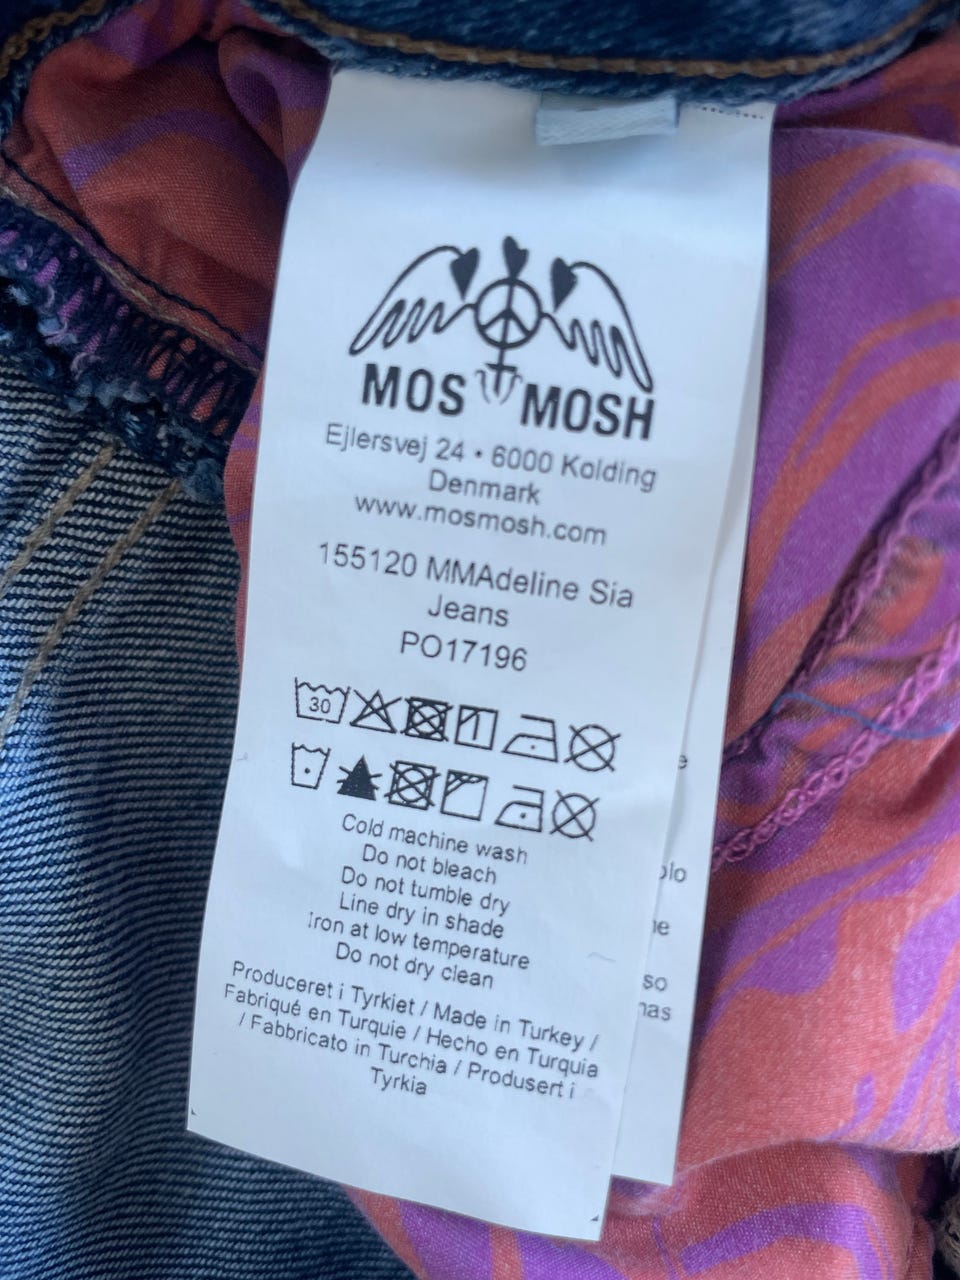 MOS MOSH
Ejlersvej 24 • 6000 Kolding
Denmark
www.mosmosh.com
155120 MMAdeline Sia
Jeans
PO17196
30
Cold machine wash
Do not bleach
Do not tumble dry
Line dry in shade
Iron at low temperature
Do not dry clean
Produceret i Tyrkiet / Made in Turkey /
Fabriqué en Turquie / Hecho en Turquia
/ Fabbricato in Turchia / Produsert i
Tyrkia